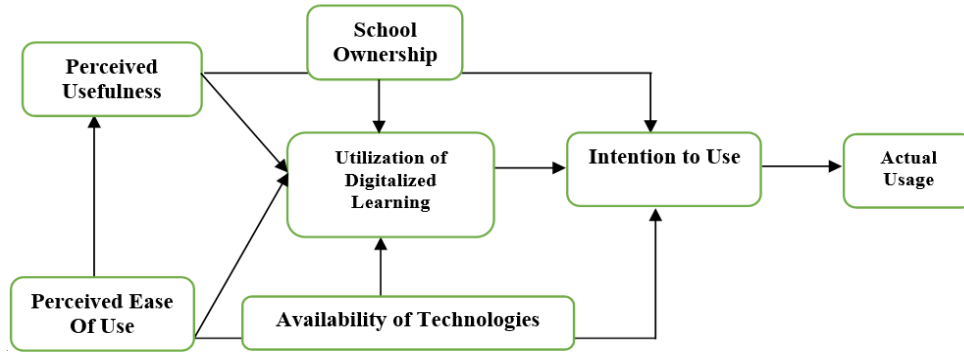 School
Ownership
Perceived
Usefulness
Utilization of
Digitalized
Learning
Intention to Use
Actual
Usage
Perceived Ease
Of Use
Availability of Technologies